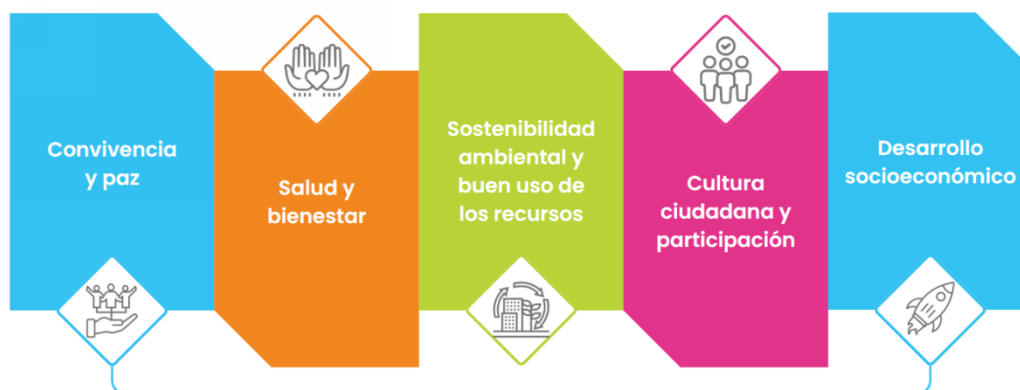 Convivencia
y paz
Salud y
bienestar
Sostenibilidad
ambiental y
buen uso de
los recursos
Cultura
ciudadana y
participación
Desarrollo
socioeconómico